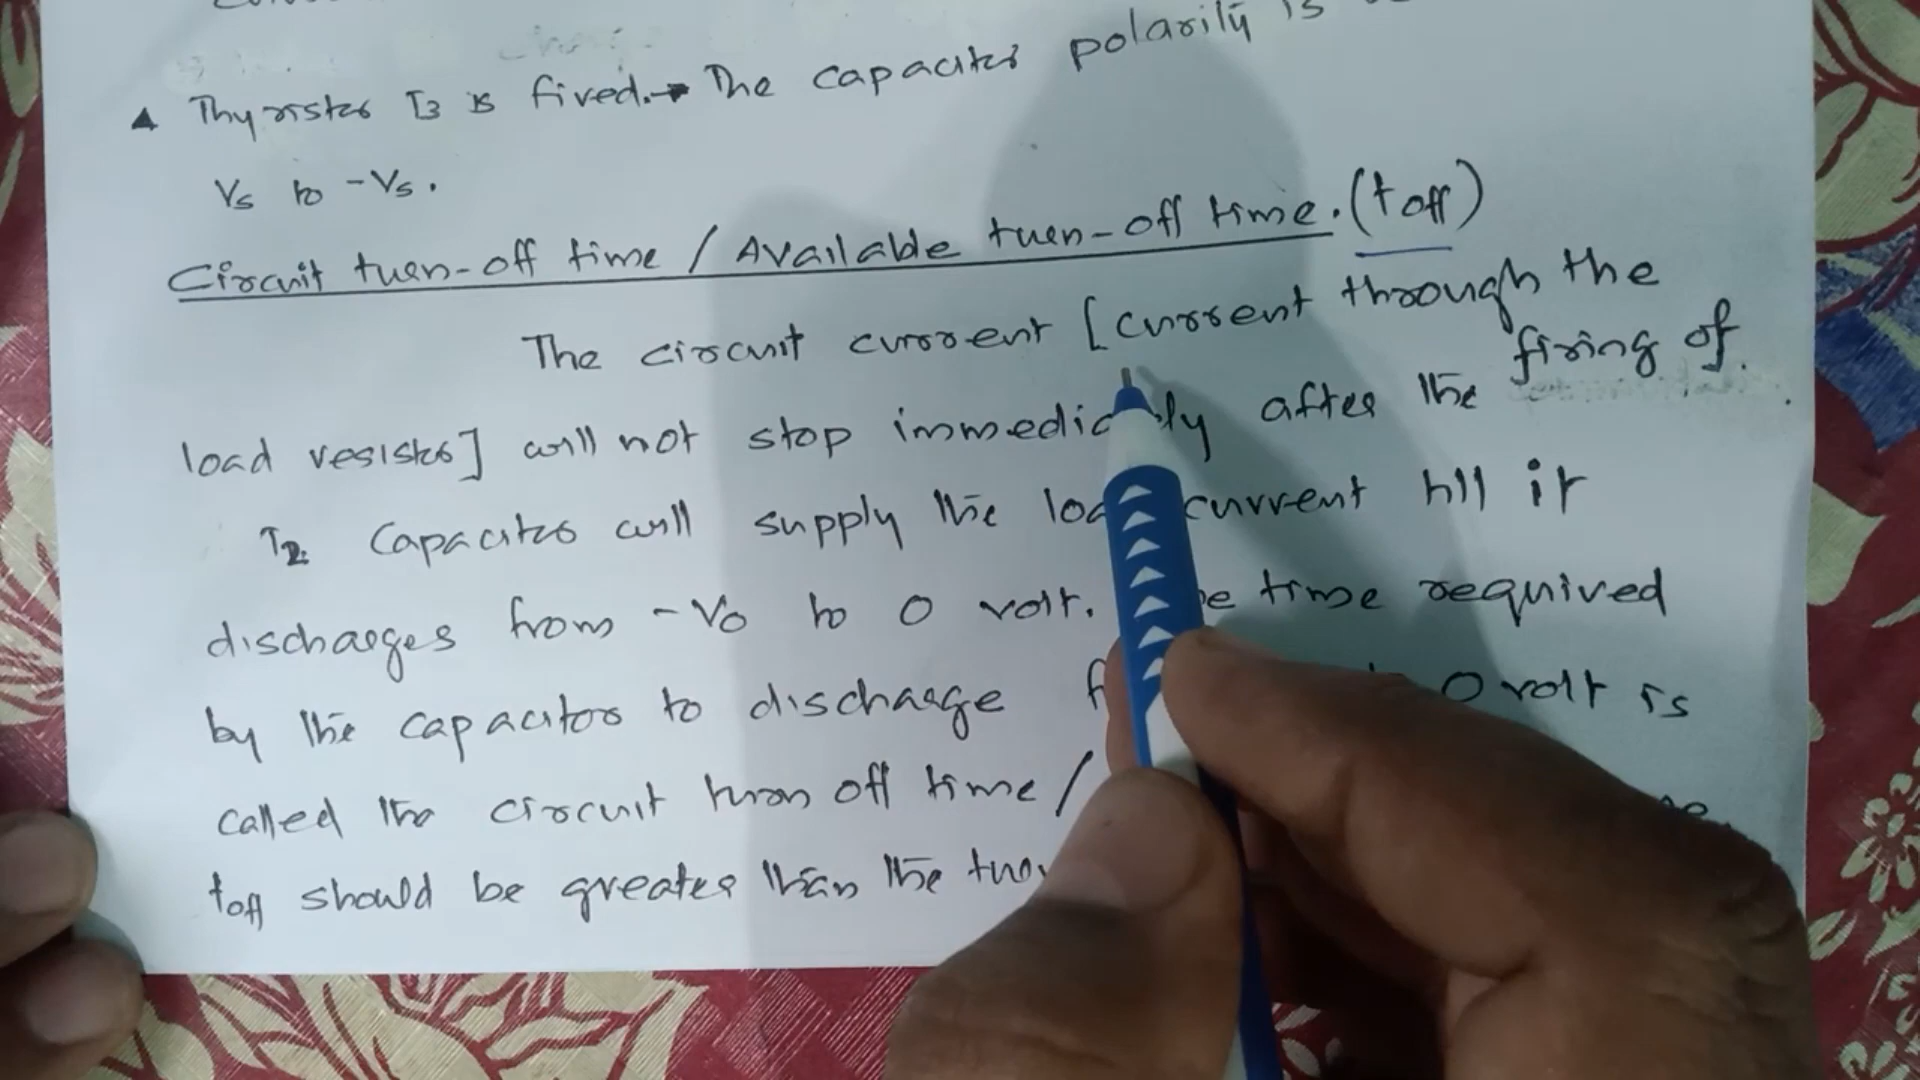 ▲ Thyristor T3 is fired. → The capacitor polarity is
Vs to -Vs.
Circuit turn-off time / Available turn-off time. (toff)
The circuit current [current through the
load resistor] will not stop immediately after the firing of
T2. Capacitor will supply the load current till it
discharges from -Vo to 0 volt. time required
by the capacitor to discharge 0 volt is
called the circuit turn off time /
toff should be greater than the